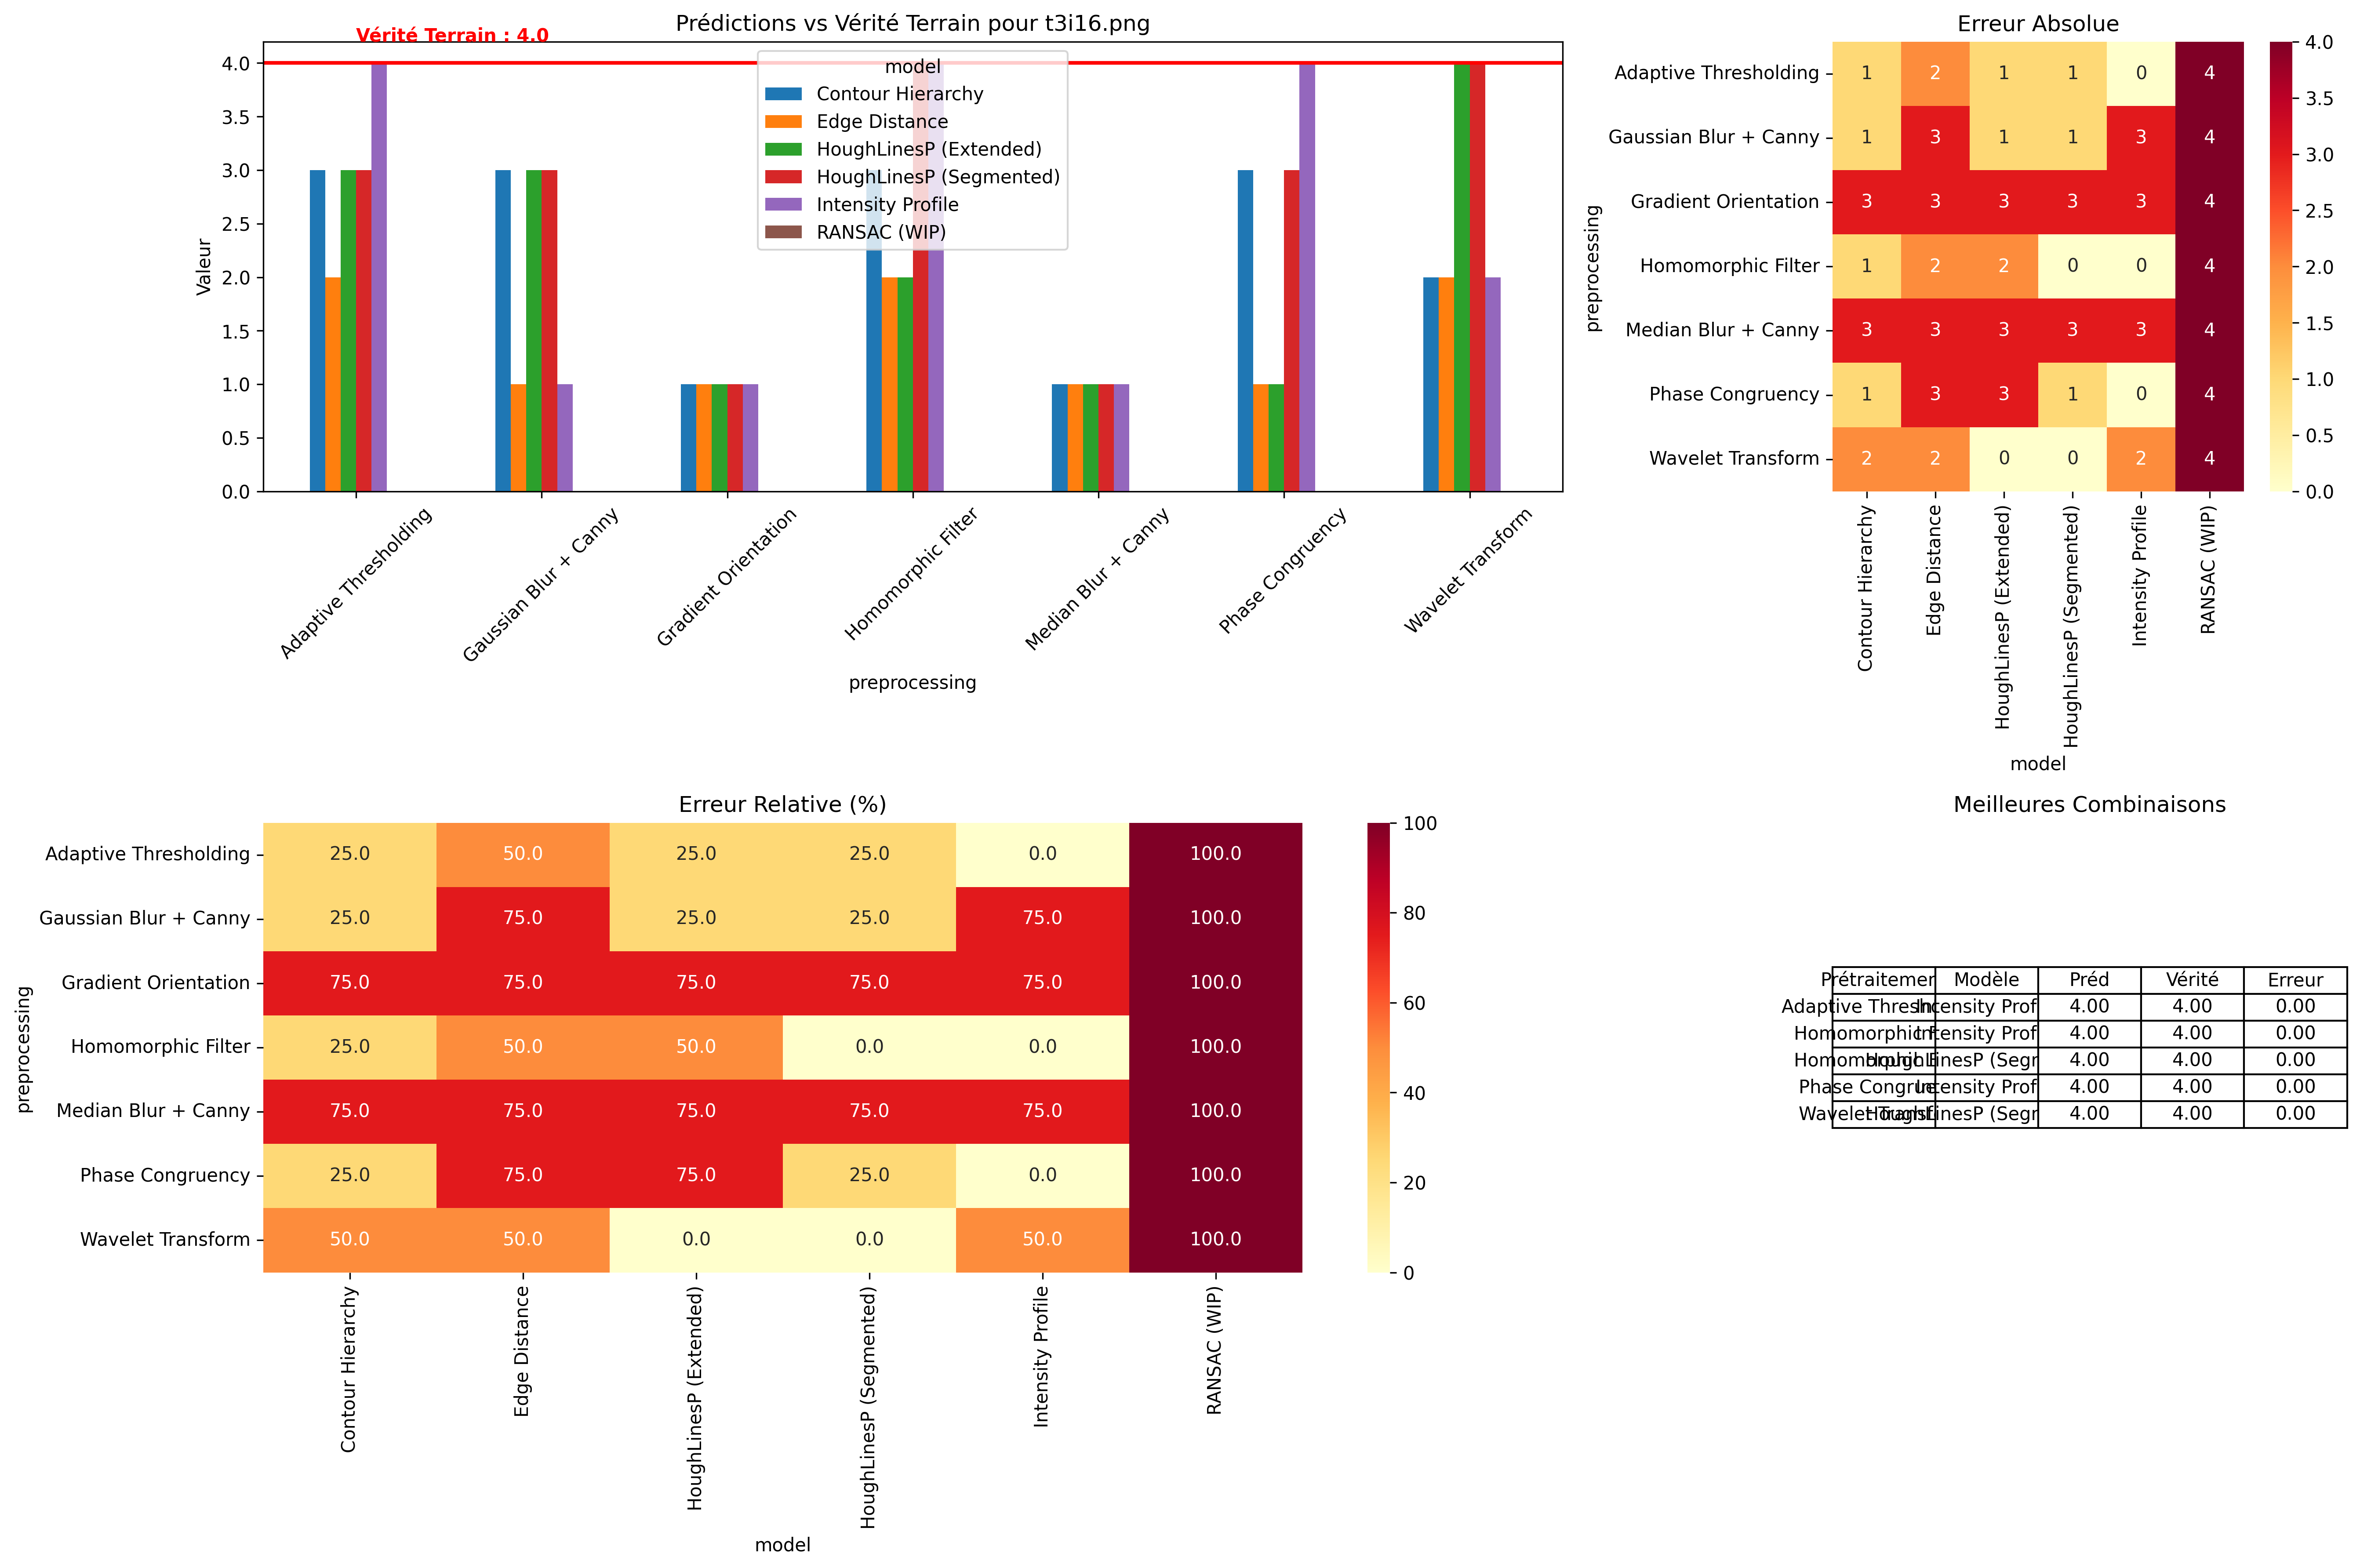 Prédictions vs Vérité Terrain pour t3i16.png
Vérité Terrain : 4.0
Valeur
4.0
3.5
3.0
2.5
2.0
1.5
1.0
0.5
0.0
model
Contour Hierarchy
Edge Distance
HoughLinesP (Extended)
HoughLinesP (Segmented)
Intensity Profile
RANSAC (WIP)
Adaptive Thresholding
Gaussian Blur + Canny
Gradient Orientation
Homomorphic Filter
Median Blur + Canny
Phase Congruency
Wavelet Transform
preprocessing
Erreur Absolue
preprocessing
Adaptive Thresholding 1 2 1 1 0 4
Gaussian Blur + Canny 1 3 1 1 3 4
Gradient Orientation 3 3 3 3 3 4
Homomorphic Filter 1 2 2 0 0 4
Median Blur + Canny 3 3 3 3 3 4
Phase Congruency 1 3 3 1 0 4
Wavelet Transform 2 2 0 0 2 4
Contour Hierarchy
Edge Distance
HoughLinesP (Extended)
HoughLinesP (Segmented)
Intensity Profile
RANSAC (WIP)
model
4.0
3.5
3.0
2.5
2.0
1.5
1.0
0.5
0.0
Erreur Relative (%)
preprocessing
Adaptive Thresholding 25.0 50.0 25.0 25.0 0.0 100.0
Gaussian Blur + Canny 25.0 75.0 25.0 25.0 75.0 100.0
Gradient Orientation 75.0 75.0 75.0 75.0 75.0 100.0
Homomorphic Filter 25.0 50.0 50.0 0.0 0.0 100.0
Median Blur + Canny 75.0 75.0 75.0 75.0 75.0 100.0
Phase Congruency 25.0 75.0 75.0 25.0 0.0 100.0
Wavelet Transform 50.0 50.0 0.0 0.0 50.0 100.0
Contour Hierarchy
Edge Distance
HoughLinesP (Extended)
HoughLinesP (Segmented)
Intensity Profile
RANSAC (WIP)
model
100
80
60
40
20
0
Meilleures Combinaisons
Prétraitemer Modèle Préd Vérité Erreur
Adaptive Intensity Prof 4.00 4.00 0.00
Homomorphic Intensity Prof 4.00 4.00 0.00
LinesP (Segr 4.00 4.00 0.00
Phase Congrue Intensity Prof 4.00 4.00 0.00
LinesP (Segr 4.00 4.00 0.00